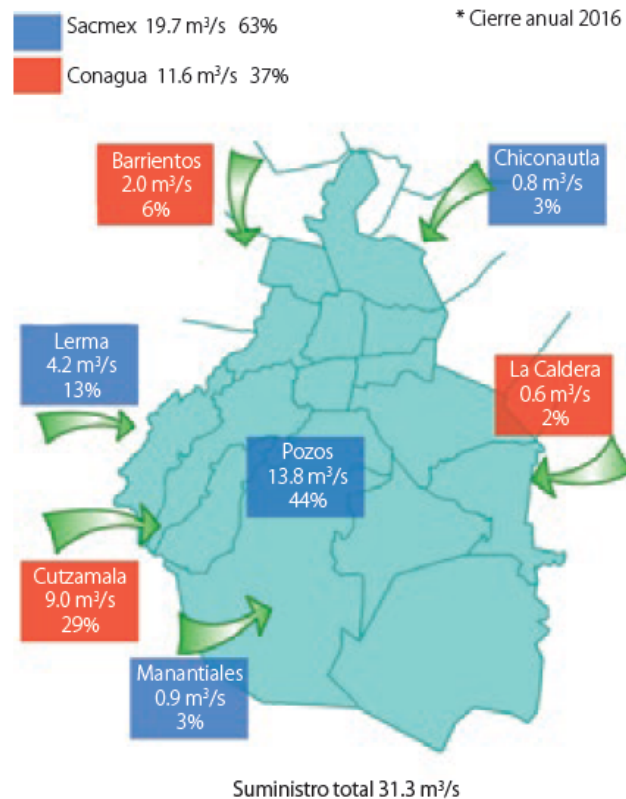 Sacmex 19.7 m³/s 63%
* Cierre anual 2016
Conagua 11.6 m³/s 37%
Barrientos
2.0 m³/s
6%
Chiconautla
0.8 m³/s
3%
Lerma
4.2 m³/s
13%
La Caldera
0.6 m³/s
2%
Pozos
13.8 m³/s
44%
Cutzamala
9.0 m³/s
29%
Manantiales
0.9 m³/s
3%
Suministro total 31.3 m³/s